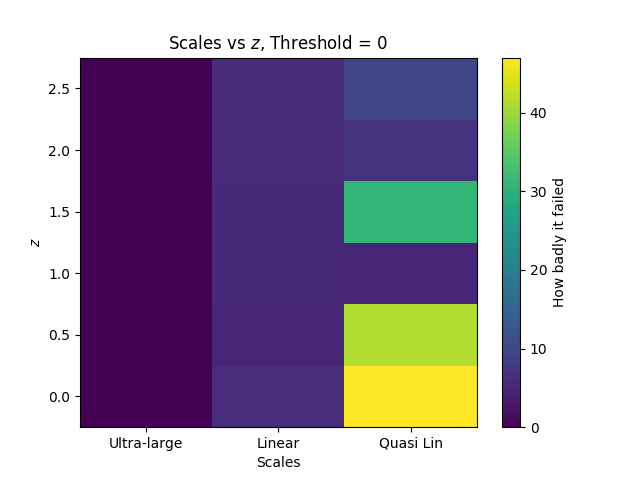 Scales vs z, Threshold = 0
2.5
2.0
1.5
1.0
0.5
0.0
z
Ultra-large
Linear
Quasi Lin
Scales
40
30
20
10
0
How badly it failed